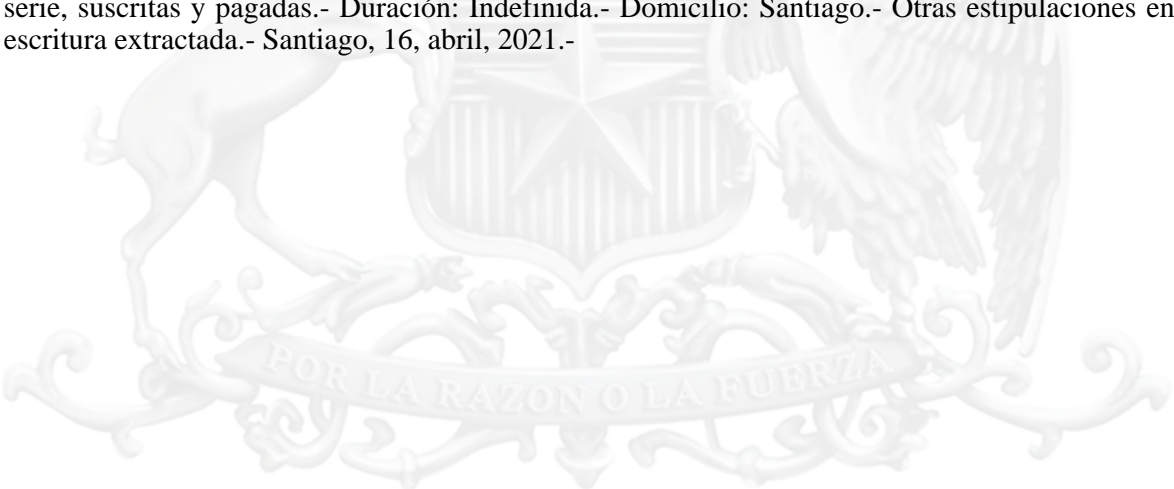 serie, suscritas y pagadas.- Duración: Indefinida.- Domicilio: Santiago.- Otras estipulaciones en
escritura extractada.- Santiago, 16, abril, 2021.-
POR LA RAZON O LA FUERZA